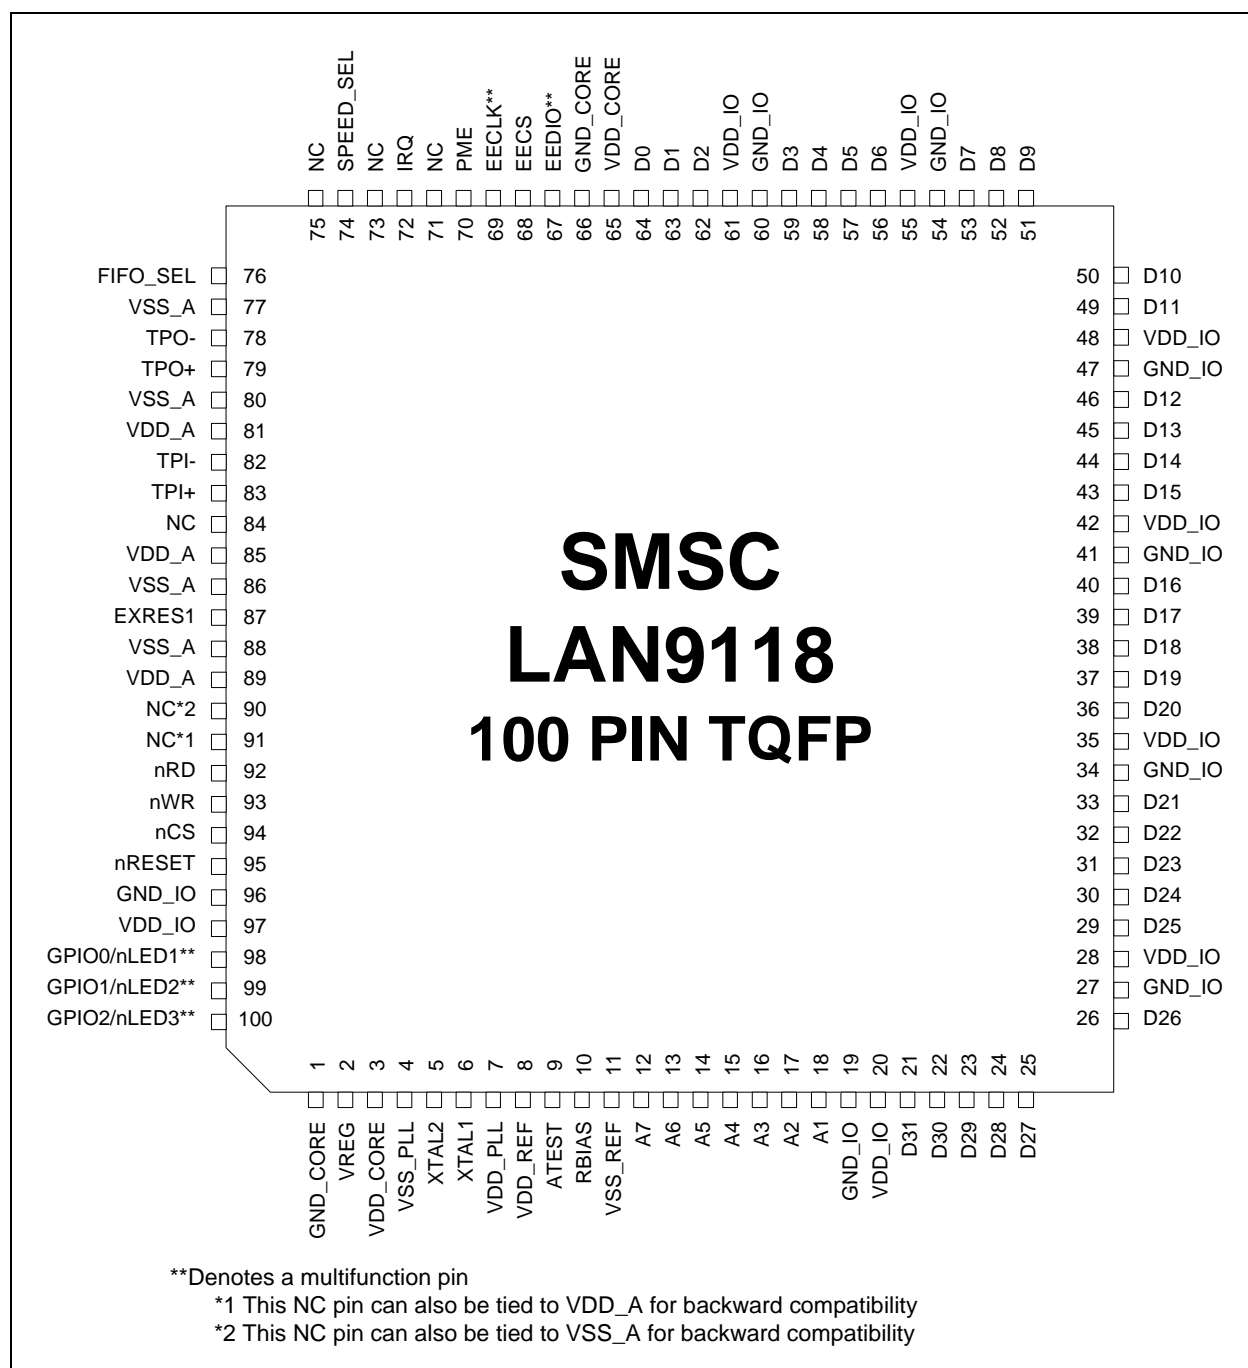 NC
SPEED_SEL
NC
IRQ
NC
PME
EECLK**
EECS
EEDIO**
GND_CORE
VDD_CORE
D0
D1
D2
VDD_IO
GND_IO
D3
D4
D5
D6
VDD_IO
GND_IO
D7
D8
D9
75
74
73
72
71
70
69
68
67
66
65
64
63
62
61
60
59
58
57
56
55
54
53
52
51
FIFO_SEL 76
VSS_A 77
TPO- 78
TPO+ 79
VSS_A 80
VDD_A 81
TPI- 82
TPI+ 83
NC 84
VDD_A 85
VSS_A 86
EXRES1 87
VSS_A 88
VDD_A 89
NC*2 90
NC*1 91
nRD 92
nWR 93
nCS 94
nRESET 95
GND_IO 96
VDD_IO 97
GPIO0/nLED1** 98
GPIO1/nLED2** 99
GPIO2/nLED3** 100
SMSC
LAN9118
100 PIN TQFP
50 D10
49 D11
48 VDD_IO
47 GND_IO
46 D12
45 D13
44 D14
43 D15
42 VDD_IO
41 GND_IO
40 D16
39 D17
38 D18
37 D19
36 D20
35 VDD_IO
34 GND_IO
33 D21
32 D22
31 D23
30 D24
29 D25
28 VDD_IO
27 GND_IO
26 D26
1
2
3
4
5
6
7
8
9
10
11
12
13
14
15
16
17
18
19
20
21
22
23
24
25
GND_CORE
VREG
VDD_CORE
VSS_PLL
XTAL2
XTAL1
VDD_PLL
VDD_REF
ATEST
RBIAS
VSS_REF
A7
A6
A5
A4
A3
A2
A1
GND_IO
VDD_IO
D31
D30
D29
D28
D27
**Denotes a multifunction pin
*1 This NC pin can also be tied to VDD_A for backward compatibility
*2 This NC pin can also be tied to VSS_A for backward compatibility